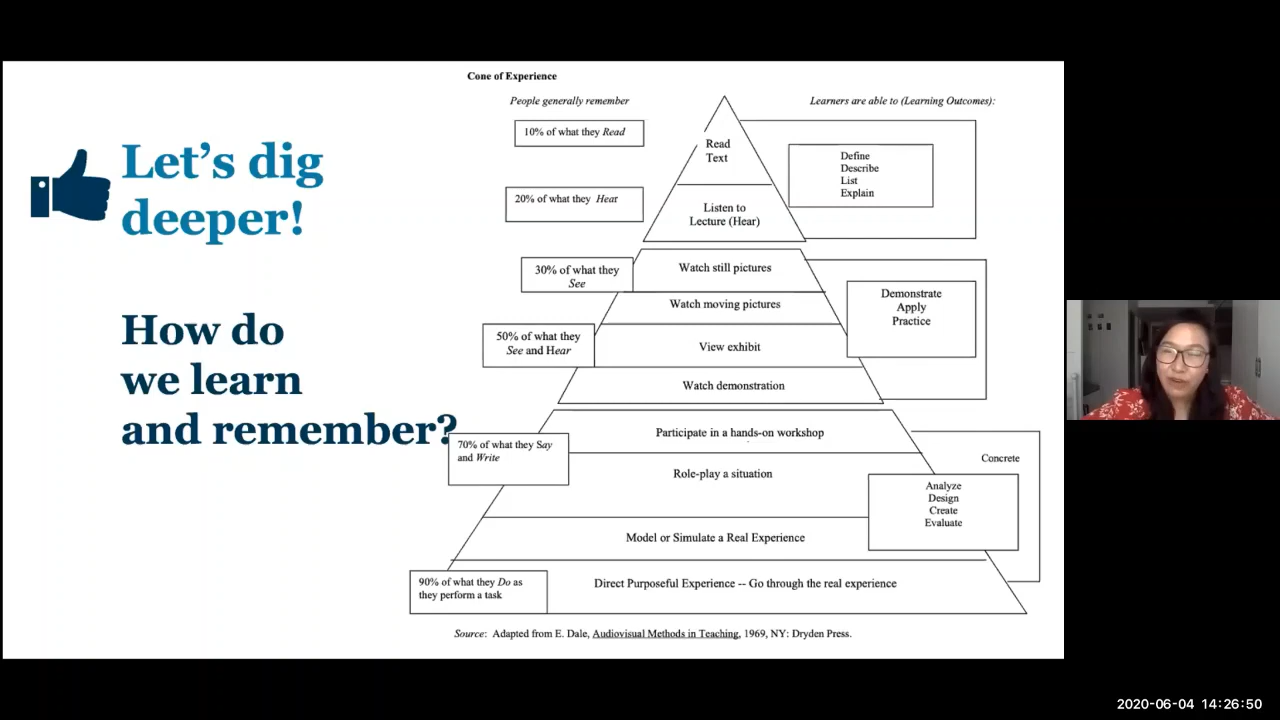 Cone of Experience
People generally remember
Learners are able to (Learning Outcomes):
Let's dig
deeper!
How do
we learn
and remember?
10% of what they Read
Read
Text
Define
Describe
List
Explain
20% of what they Hear
Listen to
Lecture (Hear)
30% of what they
See
Watch still pictures
Watch moving pictures
Demonstrate
Apply
Practice
50% of what they
See and Hear
View exhibit
Watch demonstration
70% of what they Say
and Write
Participate in a hands-on workshop
Role-play a situation
Concrete
Analyze
Design
Create
Evaluate
Model or Simulate a Real Experience
90% of what they Do as
they perform a task
Direct Purposeful Experience -- Go through the real experience
Source: Adapted from E. Dale, Audiovisual Methods in Teaching, 1969, NY: Dryden Press.
2020-06-04 14:26:50